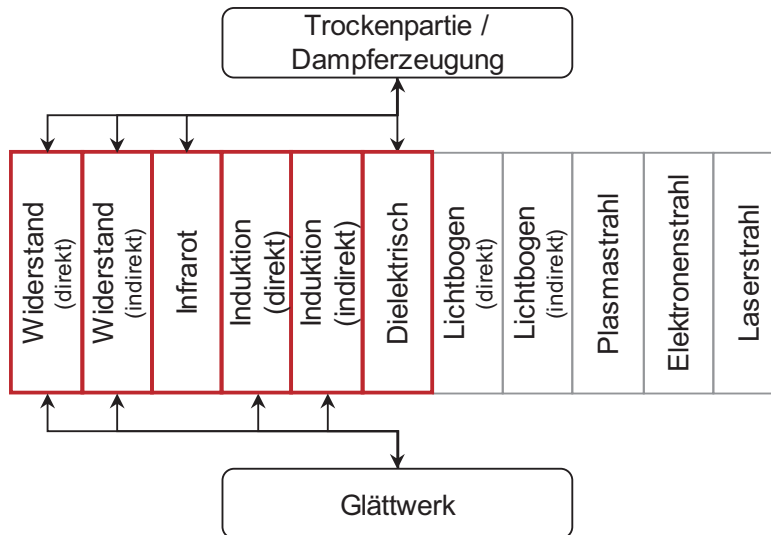 Trockenpartie /
Dampferzeugung
Widerstand
(direkt)
Widerstand
(indirekt)
Infrarot
Induktion
(direkt)
Induktion
(indirekt)
Dielektrisch
Lichtbogen
(direkt)
Lichtbogen
(indirekt)
Plasmastrahl
Elektronenstrahl
Laserstrahl
Glättwerk